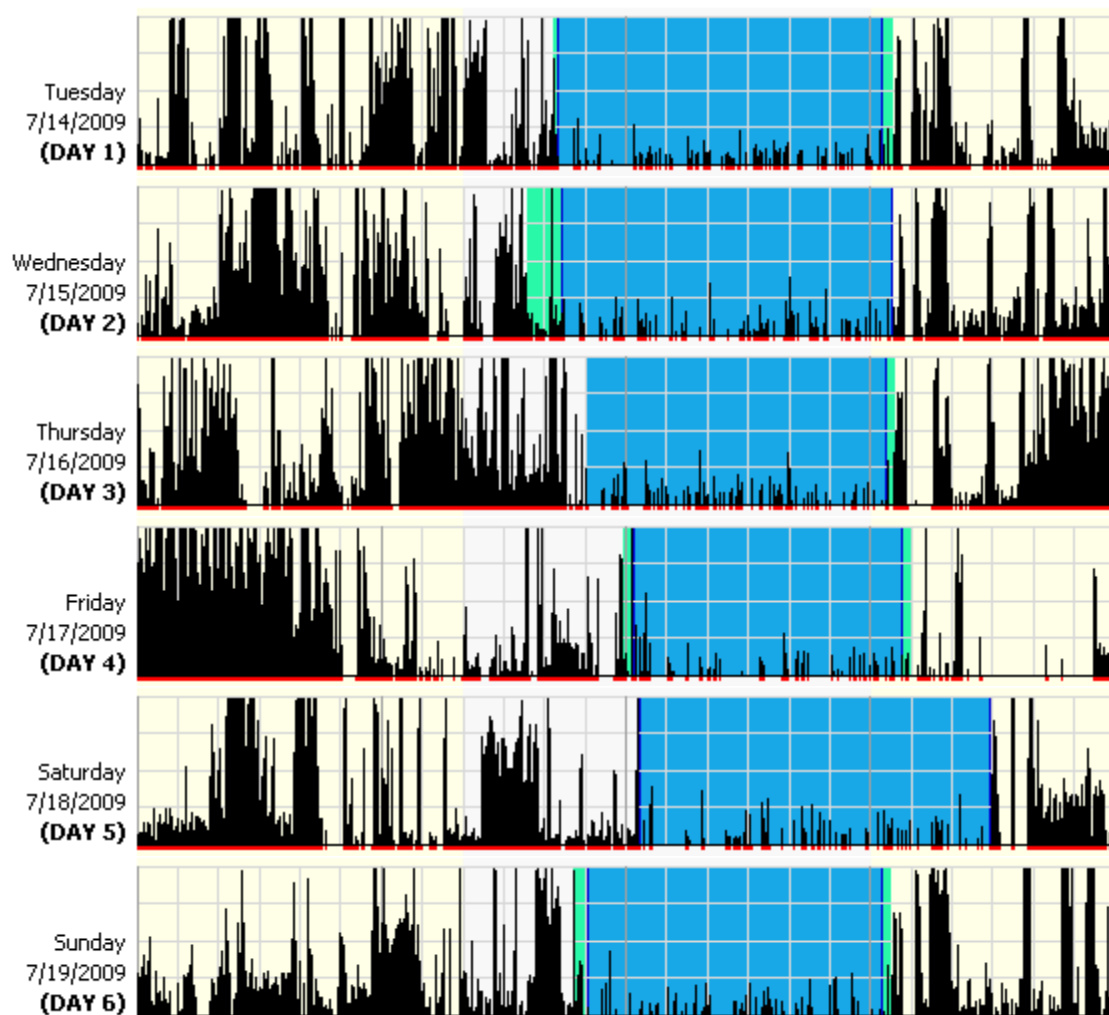 Tuesday
7/14/2009
(DAY 1)
Wednesday
7/15/2009
(DAY 2)
Thursday
7/16/2009
(DAY 3)
Friday
7/17/2009
(DAY 4)
Saturday
7/18/2009
(DAY 5)
Sunday
7/19/2009
(DAY 6)